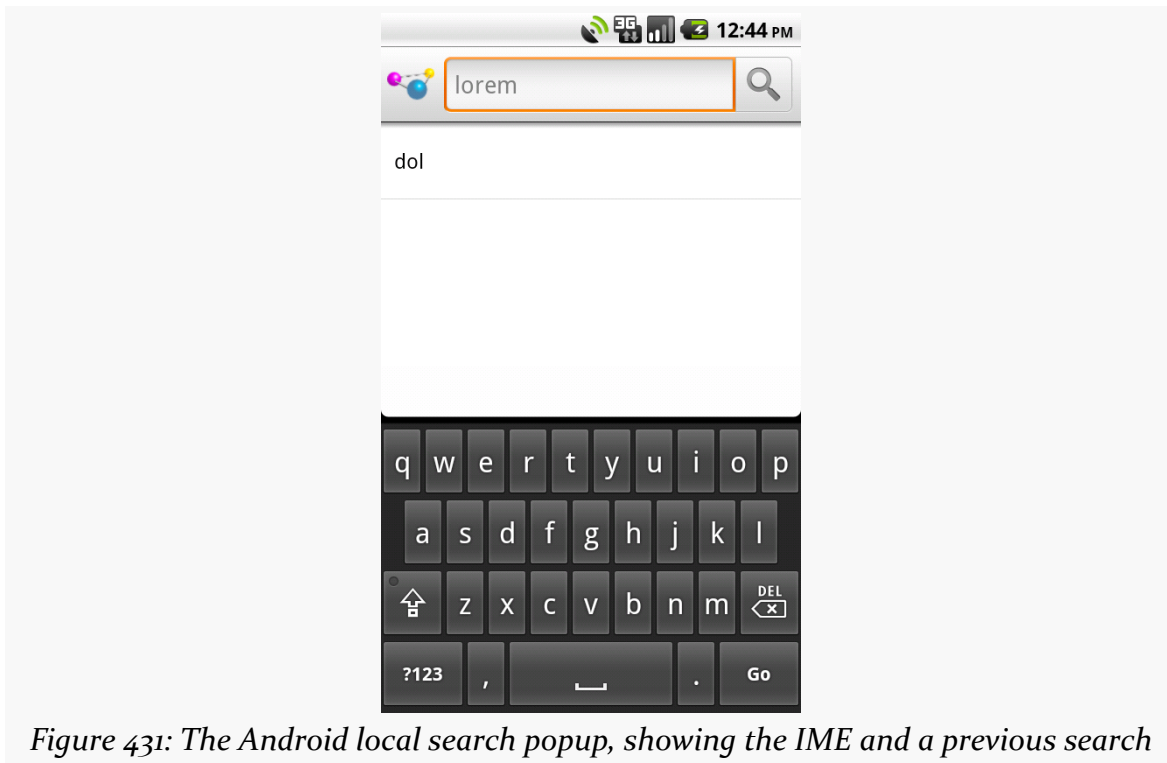 3G 12:44 PM
lorem
dol
q w e r t y u i o p
a s d f g h j k l
z x c v b n m DEL
?123 , . Go
Figure 431: The Android local search popup, showing the IME and a previous search